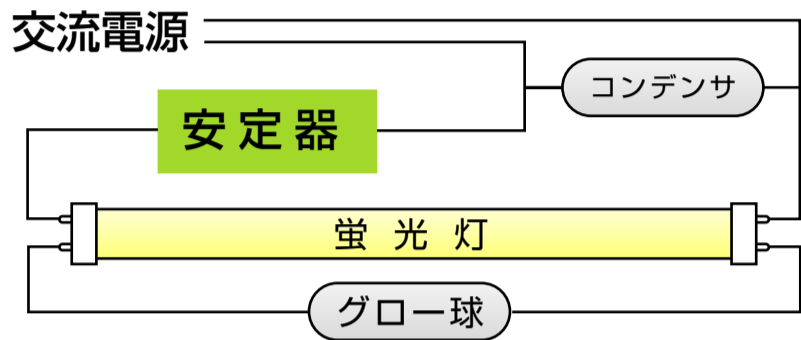 交流電源
コンデンサ
安定器
蛍光灯
グロー球